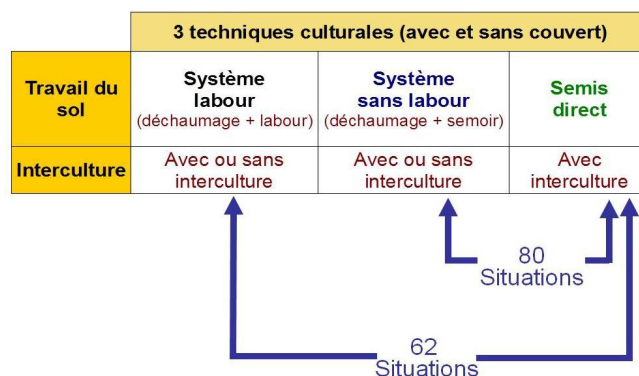 3 techniques culturales (avec et sans couvert)
Travail du
sol
Système
labour
(déchaumage + labour)
Système
sans labour
(déchaumage + semoir)
Semis
direct
Interculture
Avec ou sans
interculture
Avec ou sans
interculture
Avec
interculture
80
Situations
62
Situations